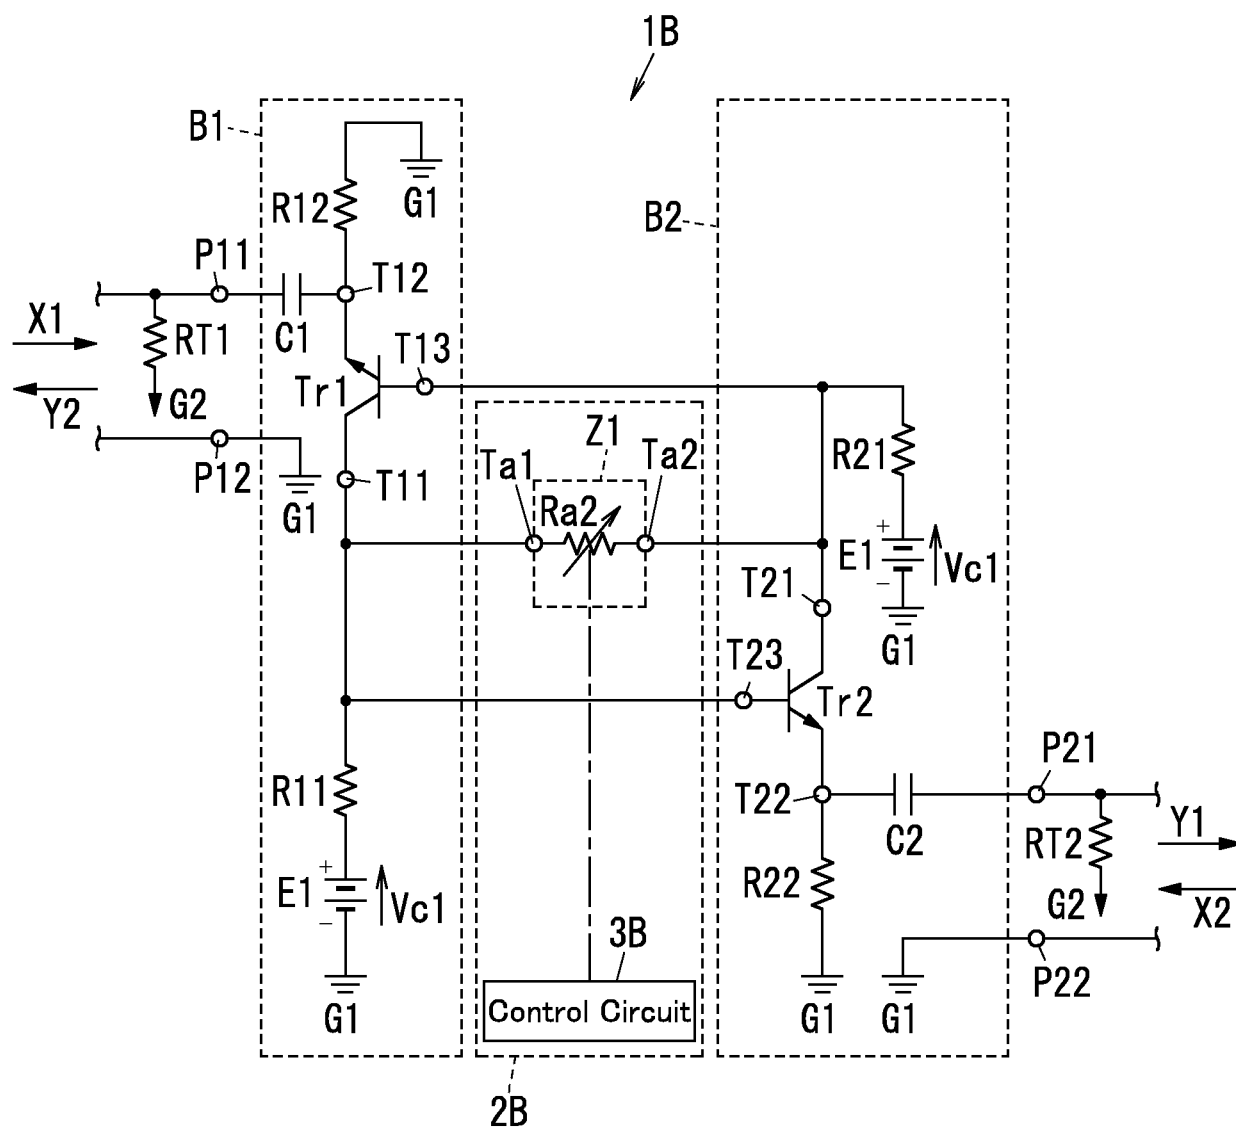 1B
B1
G1
R12
B2
P11
T12
X1
RT1
C1
T13
Tr1
Y2
G2
Z1
R21
P12
Ta1
Ta2
T11
G1
Ra2
+
E1
Vc1
−
T21
G1
T23
Tr2
P21
R11
T22
C2
RT2
Y1
+
E1
Vc1
−
R22
G2
X2
3B
P22
Control Circuit
G1
G1
G1
2B